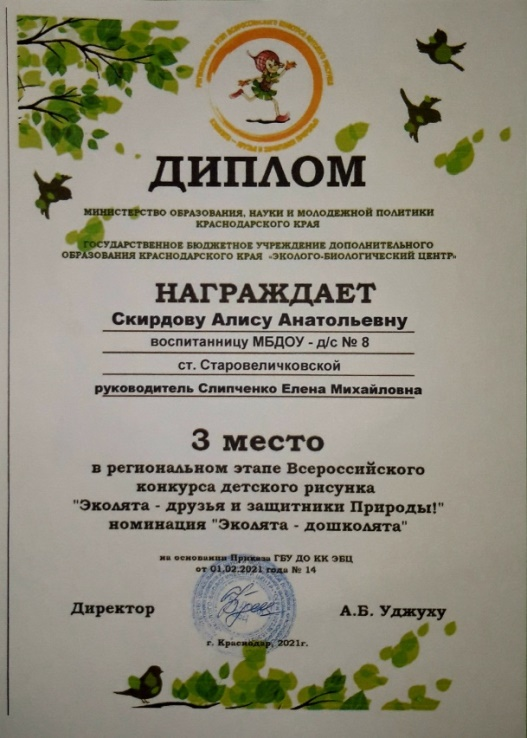 ДИПЛОМ
МИНИСТЕРСТВО ОБРАЗОВАНИЯ, НАУКИ И МОЛОДЕЖНОЙ ПОЛИТИКИ
КРАСНОДАРСКОГО КРАЯ
ГОСУДАРСТВЕННОЕ БЮДЖЕТНОЕ УЧРЕЖДЕНИЕ ДОПОЛНИТЕЛЬНОГО
ОБРАЗОВАНИЯ КРАСНОДАРСКОГО КРАЯ «ЭКОЛОГО-БИОЛОГИЧЕСКИЙ ЦЕНТР»
НАГРАЖДАЕТ
Скирдову Алису Анатольевну
воспитанницу МБДОУ - д/с № 8
ст. Старовеличковской
руководитель Слипченко Елена Михайловна
3 место
в региональном этапе Всероссийского
конкурса детского рисунка
"Эколята - друзья и защитники Природы!"
номинация "Эколята - дошколята"
на основании Приказа ГБУ ДО КК ЭБЦ
от 01.02.2021 года № 14
Директор А.Б. Уджуху
г. Краснодар, 2021г.